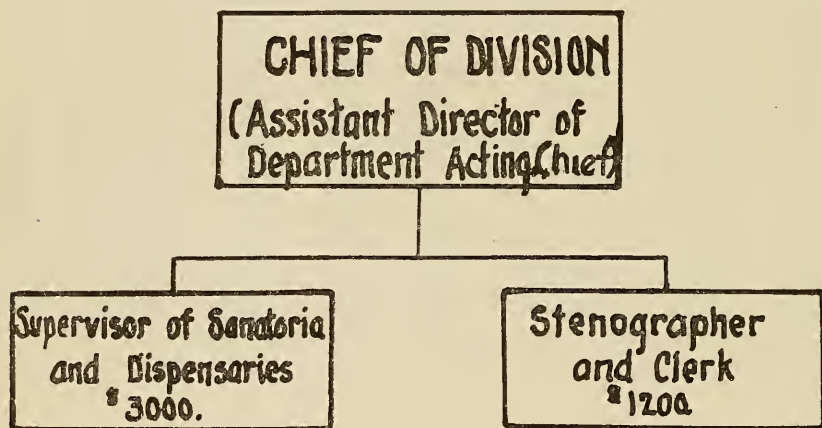 CHIEF OF DIVISION
(Assistant Director of
Department Acting Chief)
Supervisor of Sanatoria
and Dispensaries
$3000.
Stenographer
and Clerk
$1200